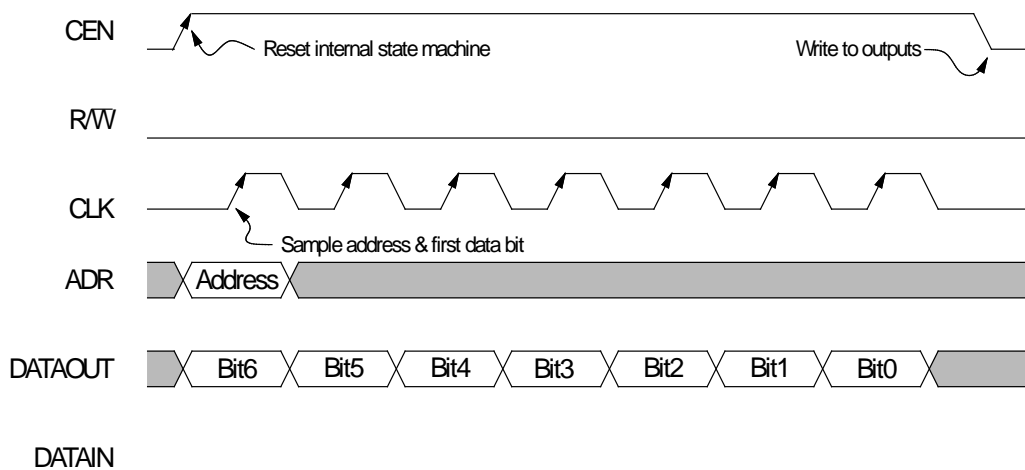 CEN
Reset internal state machine
Write to outputs
R/W̅
CLK
Sample address & first data bit
ADR
Address
DATAOUT
Bit6 Bit5 Bit4 Bit3 Bit2 Bit1 Bit0
DATAIN